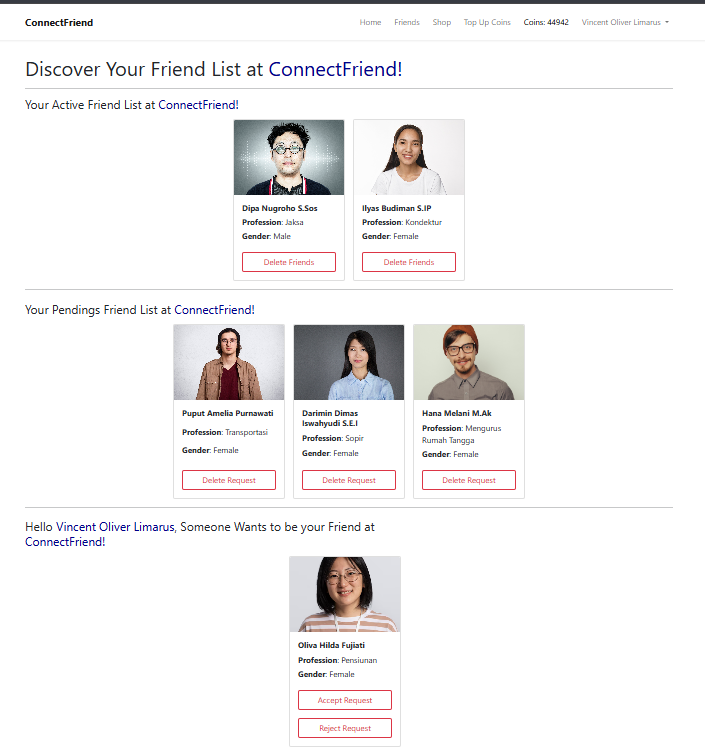 ConnectFriend
Home Friends Shop Top Up Coins Coins: 44942 Vincent Oliver Limarus
Discover Your Friend List at ConnectFriend!
Your Active Friend List at ConnectFriend!
Dipa Nugroho S.Sos
Profession: Jaksa
Gender: Male
Delete Friends
Ilyas Budiman S.IP
Profession: Kondektur
Gender: Female
Delete Friends
Your Pendings Friend List at ConnectFriend!
Puput Amelia Purnawati
Profession: Transportasi
Gender: Female
Delete Request
Darimin Dimas
Iswahyudi S.E.I
Profession: Sopir
Gender: Female
Delete Request
Hana Melani M.Ak
Profession: Mengurus
Rumah Tangga
Gender: Female
Delete Request
Hello Vincent Oliver Limarus, Someone Wants to be your Friend at
ConnectFriend!
Oliva Hilda Fujiati
Profession: Pensiunan
Gender: Female
Accept Request
Reject Request